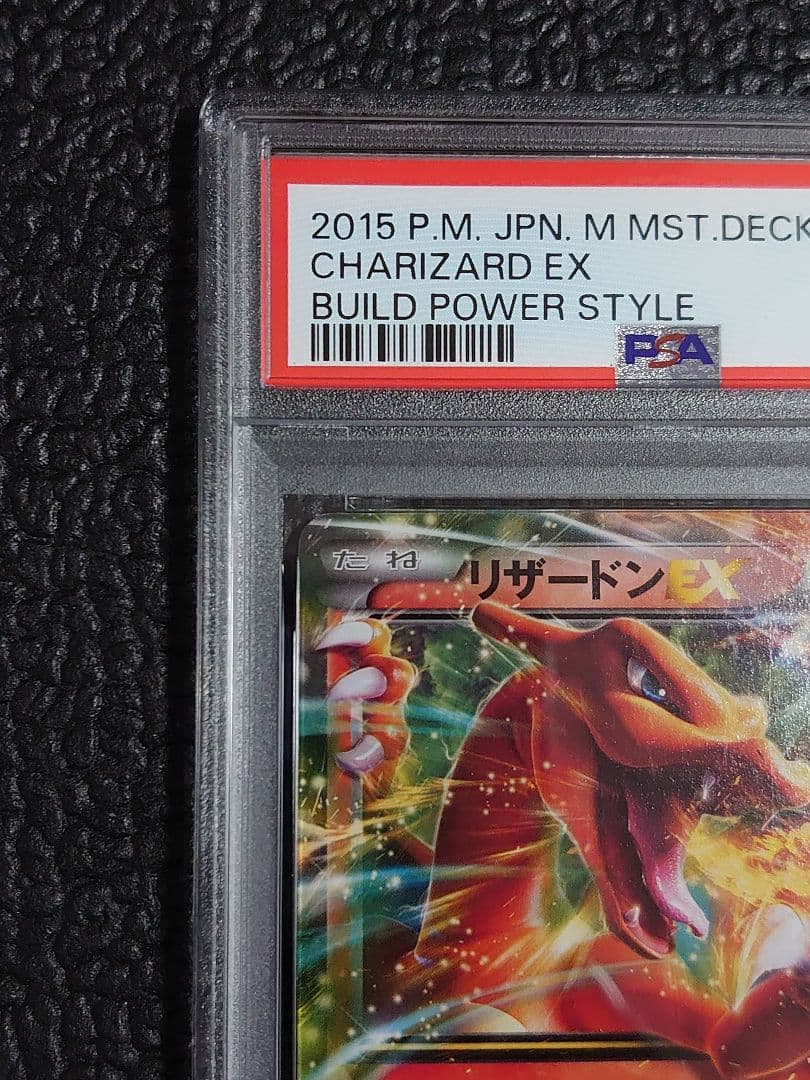 2015 P.M. JPN. M MST.DECK
CHARIZARD EX
BUILD POWER STYLE
PSA
たね リザードンEX